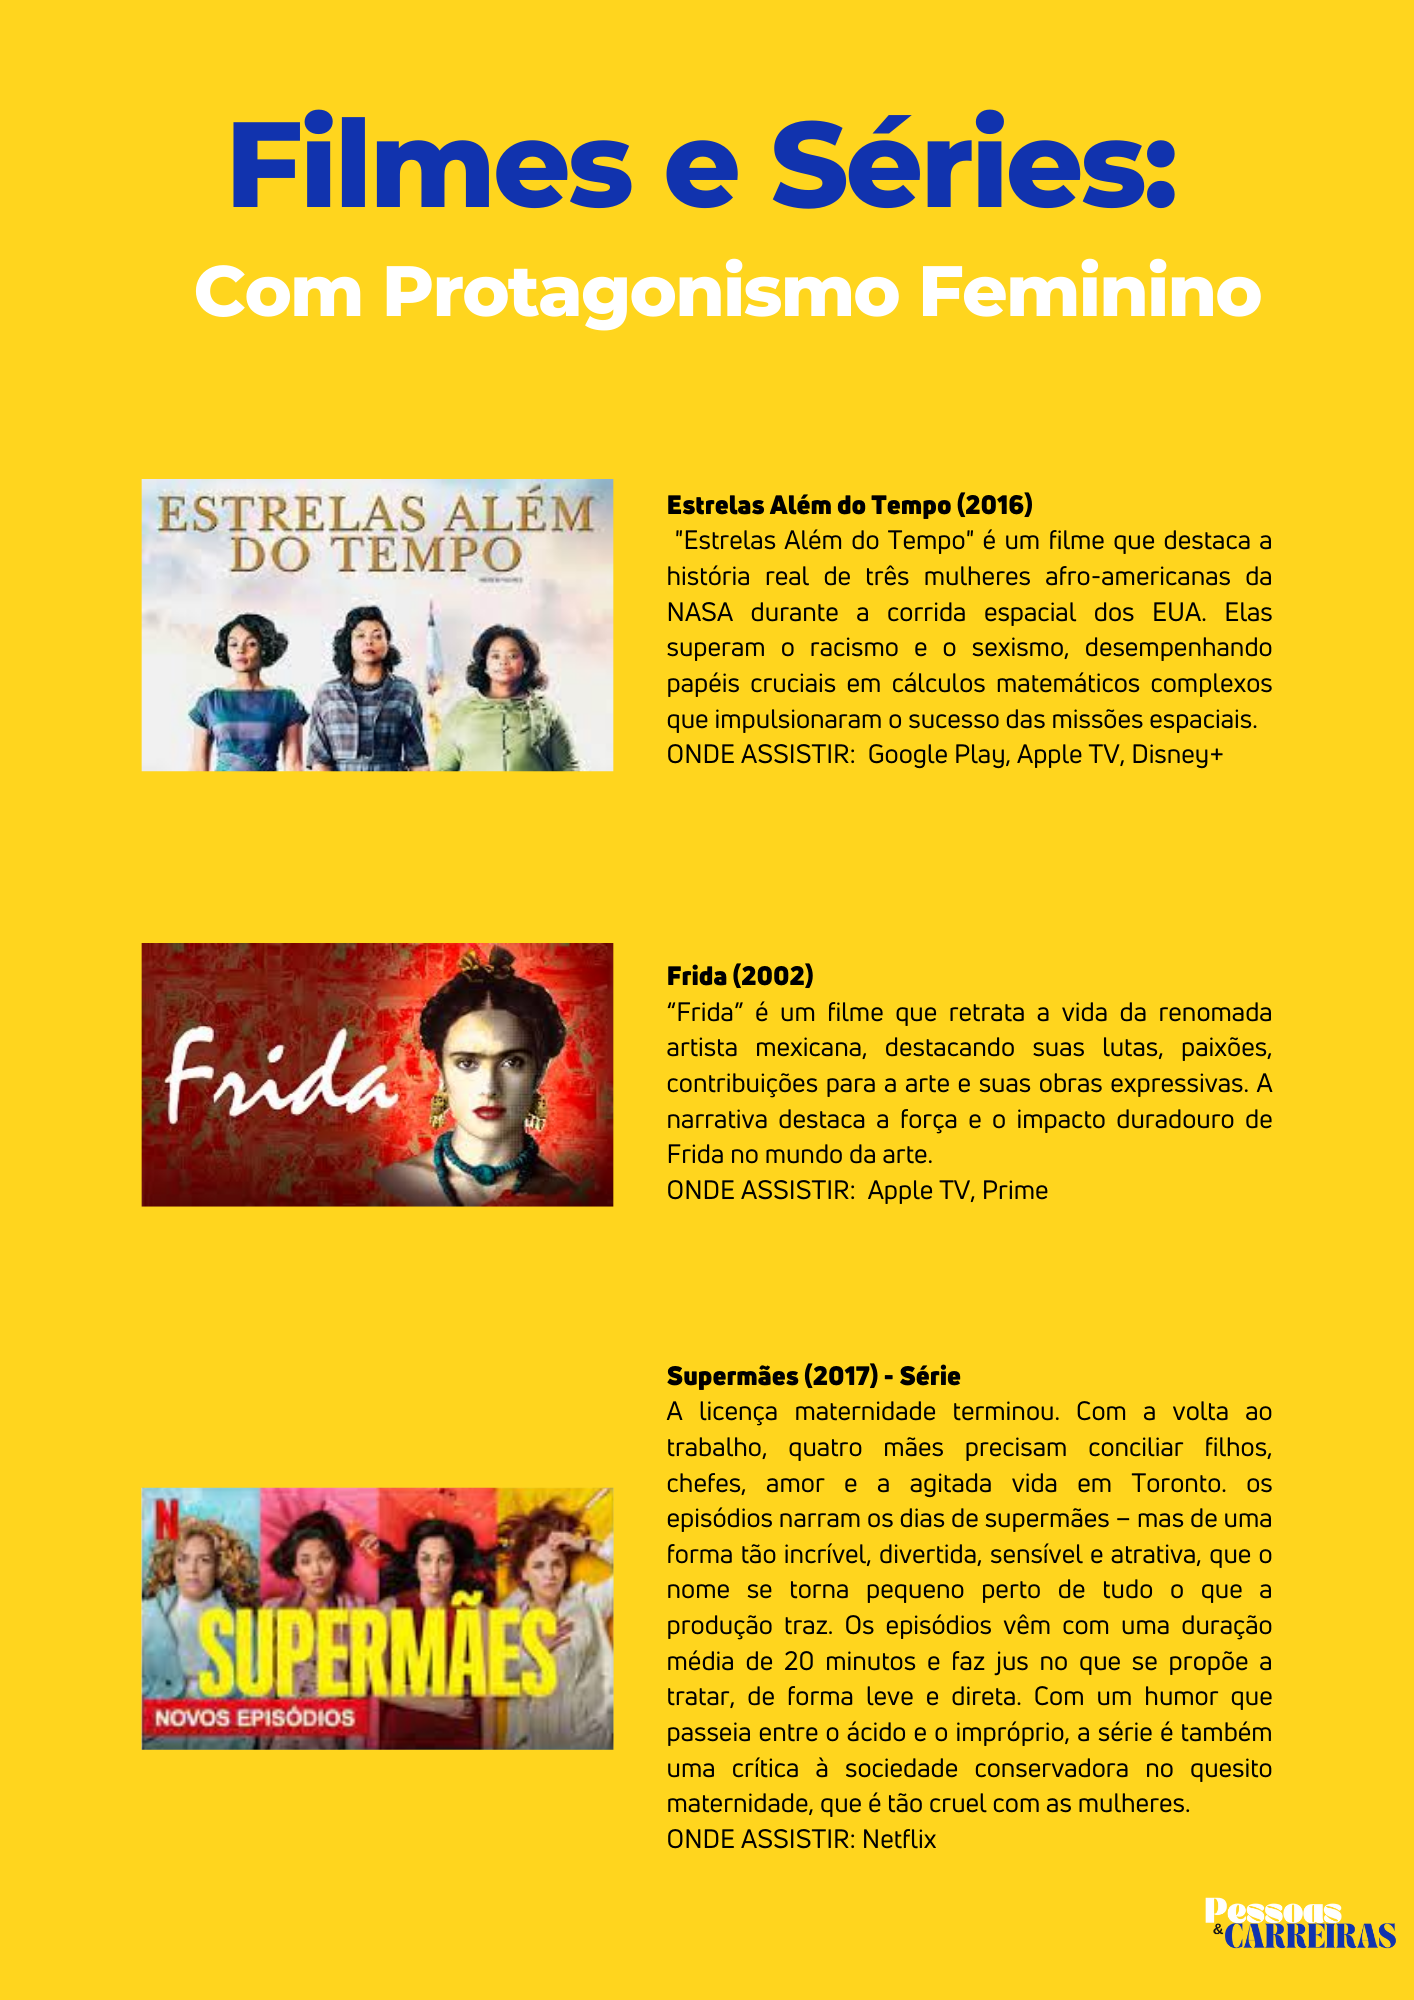 Filmes e Séries:
Com Protagonismo Feminino
ESTRELAS ALÉM
DO TEMPO
Estrelas Além do Tempo (2016)
"Estrelas Além do Tempo" é um filme que destaca a
história real de três mulheres afro-americanas da
NASA durante a corrida espacial dos EUA. Elas
superam o racismo e o sexismo, desempenhando
papéis cruciais em cálculos matemáticos complexos
que impulsionaram o sucesso das missões espaciais.
ONDE ASSISTIR: Google Play, Apple TV, Disney+
Frida
Frida (2002)
“Frida” é um filme que retrata a vida da renomada
artista mexicana, destacando suas lutas, paixões,
contribuições para a arte e suas obras expressivas. A
narrativa destaca a força e o impacto duradouro de
Frida no mundo da arte.
ONDE ASSISTIR: Apple TV, Prime
N
SUPERMÃES
NOVOS EPISÓDIOS
Supermães (2017) - Série
A licença maternidade terminou. Com a volta ao
trabalho, quatro mães precisam conciliar filhos,
chefes, amor e a agitada vida em Toronto. os
episódios narram os dias de supermães – mas de uma
forma tão incrível, divertida, sensível e atrativa, que o
nome se torna pequeno perto de tudo o que a
produção traz. Os episódios vêm com uma duração
média de 20 minutos e faz jus no que se propõe a
tratar, de forma leve e direta. Com um humor que
passeia entre o ácido e o impróprio, a série é também
uma crítica à sociedade conservadora no quesito
maternidade, que é tão cruel com as mulheres.
ONDE ASSISTIR: Netflix
Pessoas
&CARREIRAS